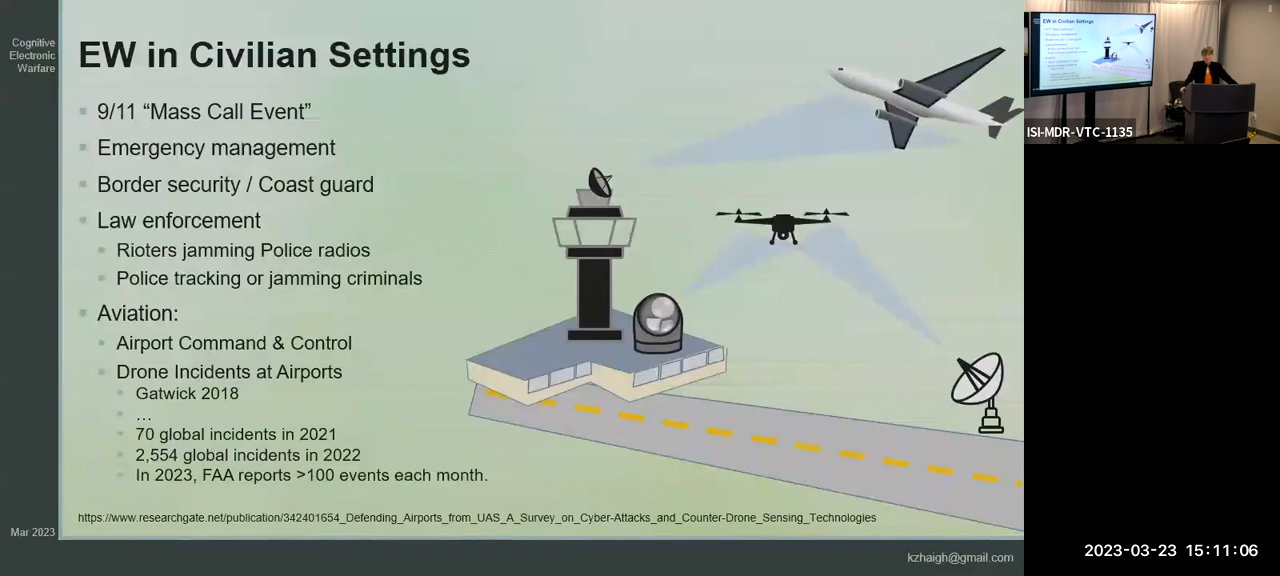 Cognitive
Electronic
Warfare
EW in Civilian Settings
9/11 “Mass Call Event”
Emergency management
Border security / Coast guard
Law enforcement
Rioters jamming Police radios
Police tracking or jamming criminals
Aviation:
Airport Command & Control
Drone Incidents at Airports
Gatwick 2018
…
70 global incidents in 2021
2,554 global incidents in 2022
In 2023, FAA reports >100 events each month.
https://www.researchgate.net/publication/342401654_Defending_Airports_from_UAS_A_Survey_on_Cyber-Attacks_and_Counter-Drone_Sensing_Technologies
Mar 2023
kzhaigh@gmail.com
EW in Civilian Settings
ISI-MDR-VTC-1135
2023-03-23 15:11:06